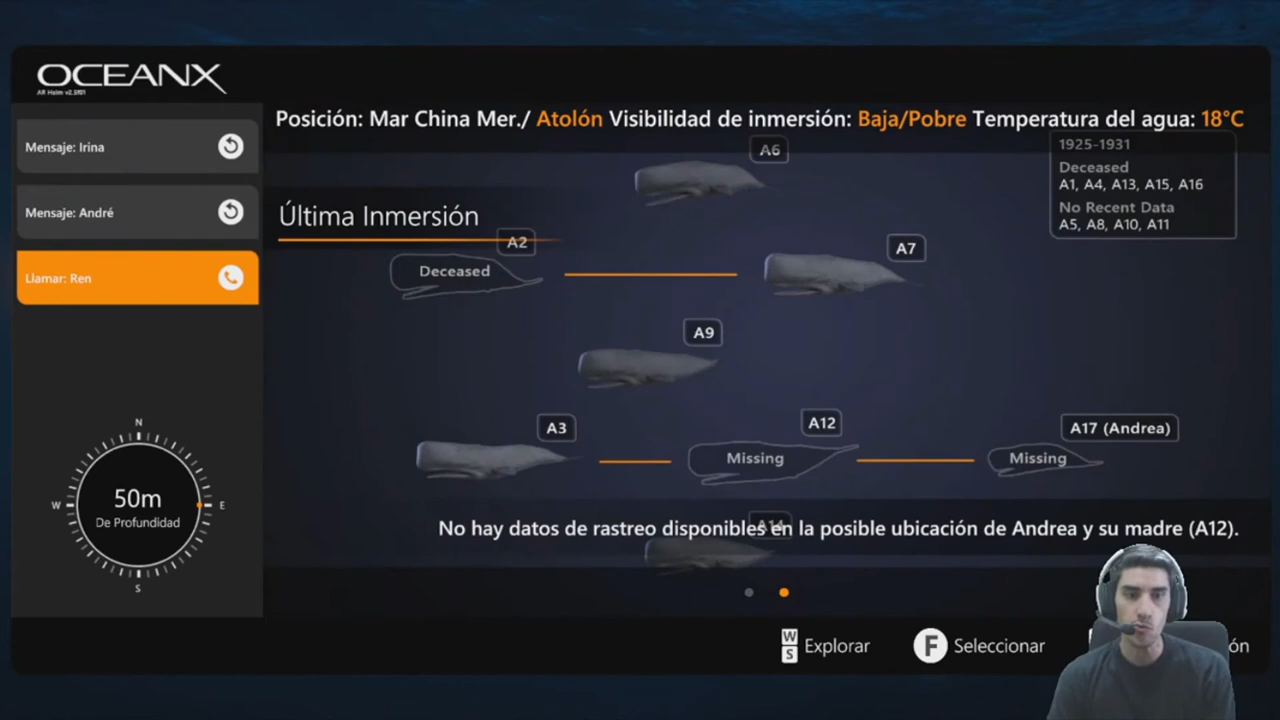 OCEANX
Posición: Mar China Mer./ Atolón Visibilidad de inmersión: Baja/Pobre Temperatura del agua: 18°C
Mensaje: Irina
Mensaje: André
Llamar: Ren
Última Inmersión
A6
1925-1931
Deceased
A1, A4, A13, A15, A16
No Recent Data
A5, A8, A10, A11
A2
Deceased
A7
A9
A3
A12
Missing
A17 (Andrea)
Missing
A14
No hay datos de rastreo disponibles en la posible ubicación de Andrea y su madre (A12).
N
W
E
S
50m
De Profundidad
W
S
Explorar
F
Seleccionar
ón